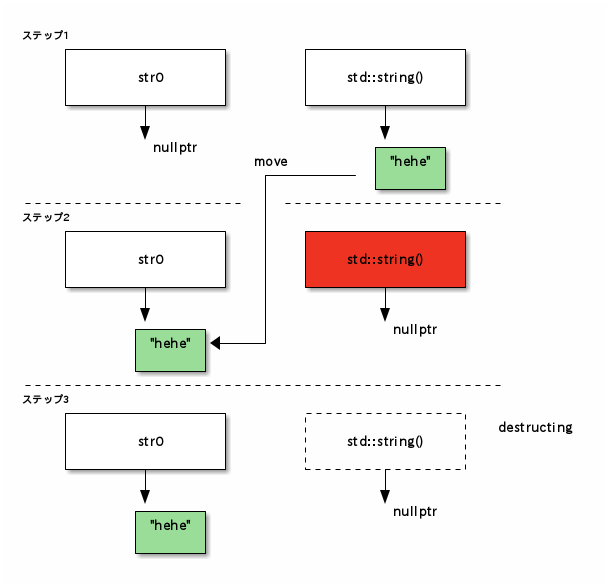 ステップ1
str0
std::string()
nullptr
"hehe"
move
ステップ2
str0
std::string()
nullptr
"hehe"
ステップ3
str0
std::string()
destructing
nullptr
"hehe"